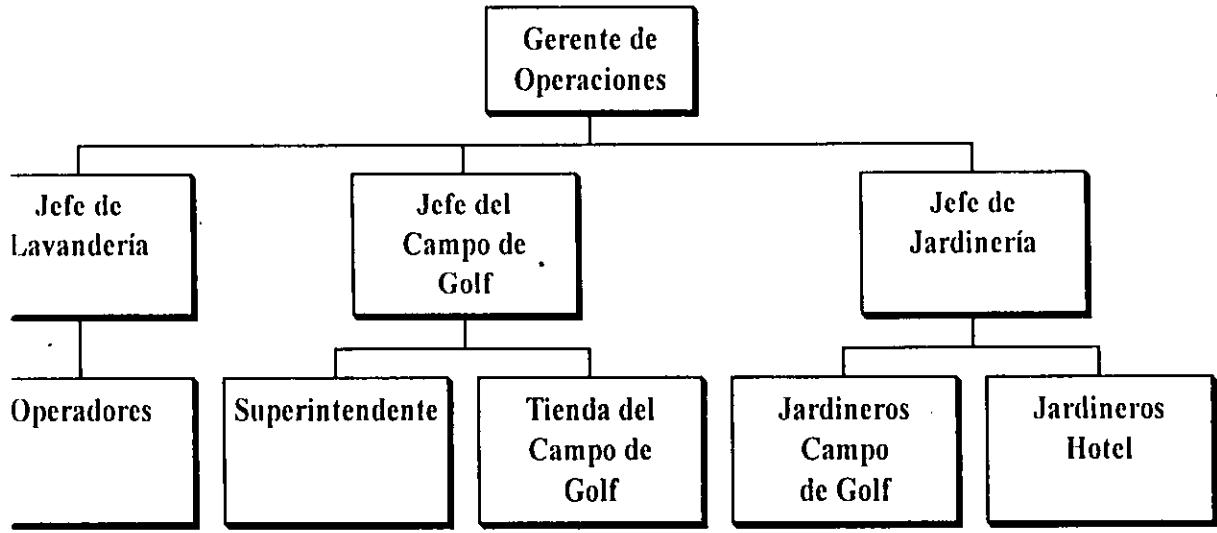 Gerente de
Operaciones
Jefe de
Lavandería
Jefe del
Campo de
Golf
Jefe de
Jardinería
Operadores
Superintendente
Tienda del
Campo de
Golf
Jardineros
Campo
de Golf
Jardineros
Hotel